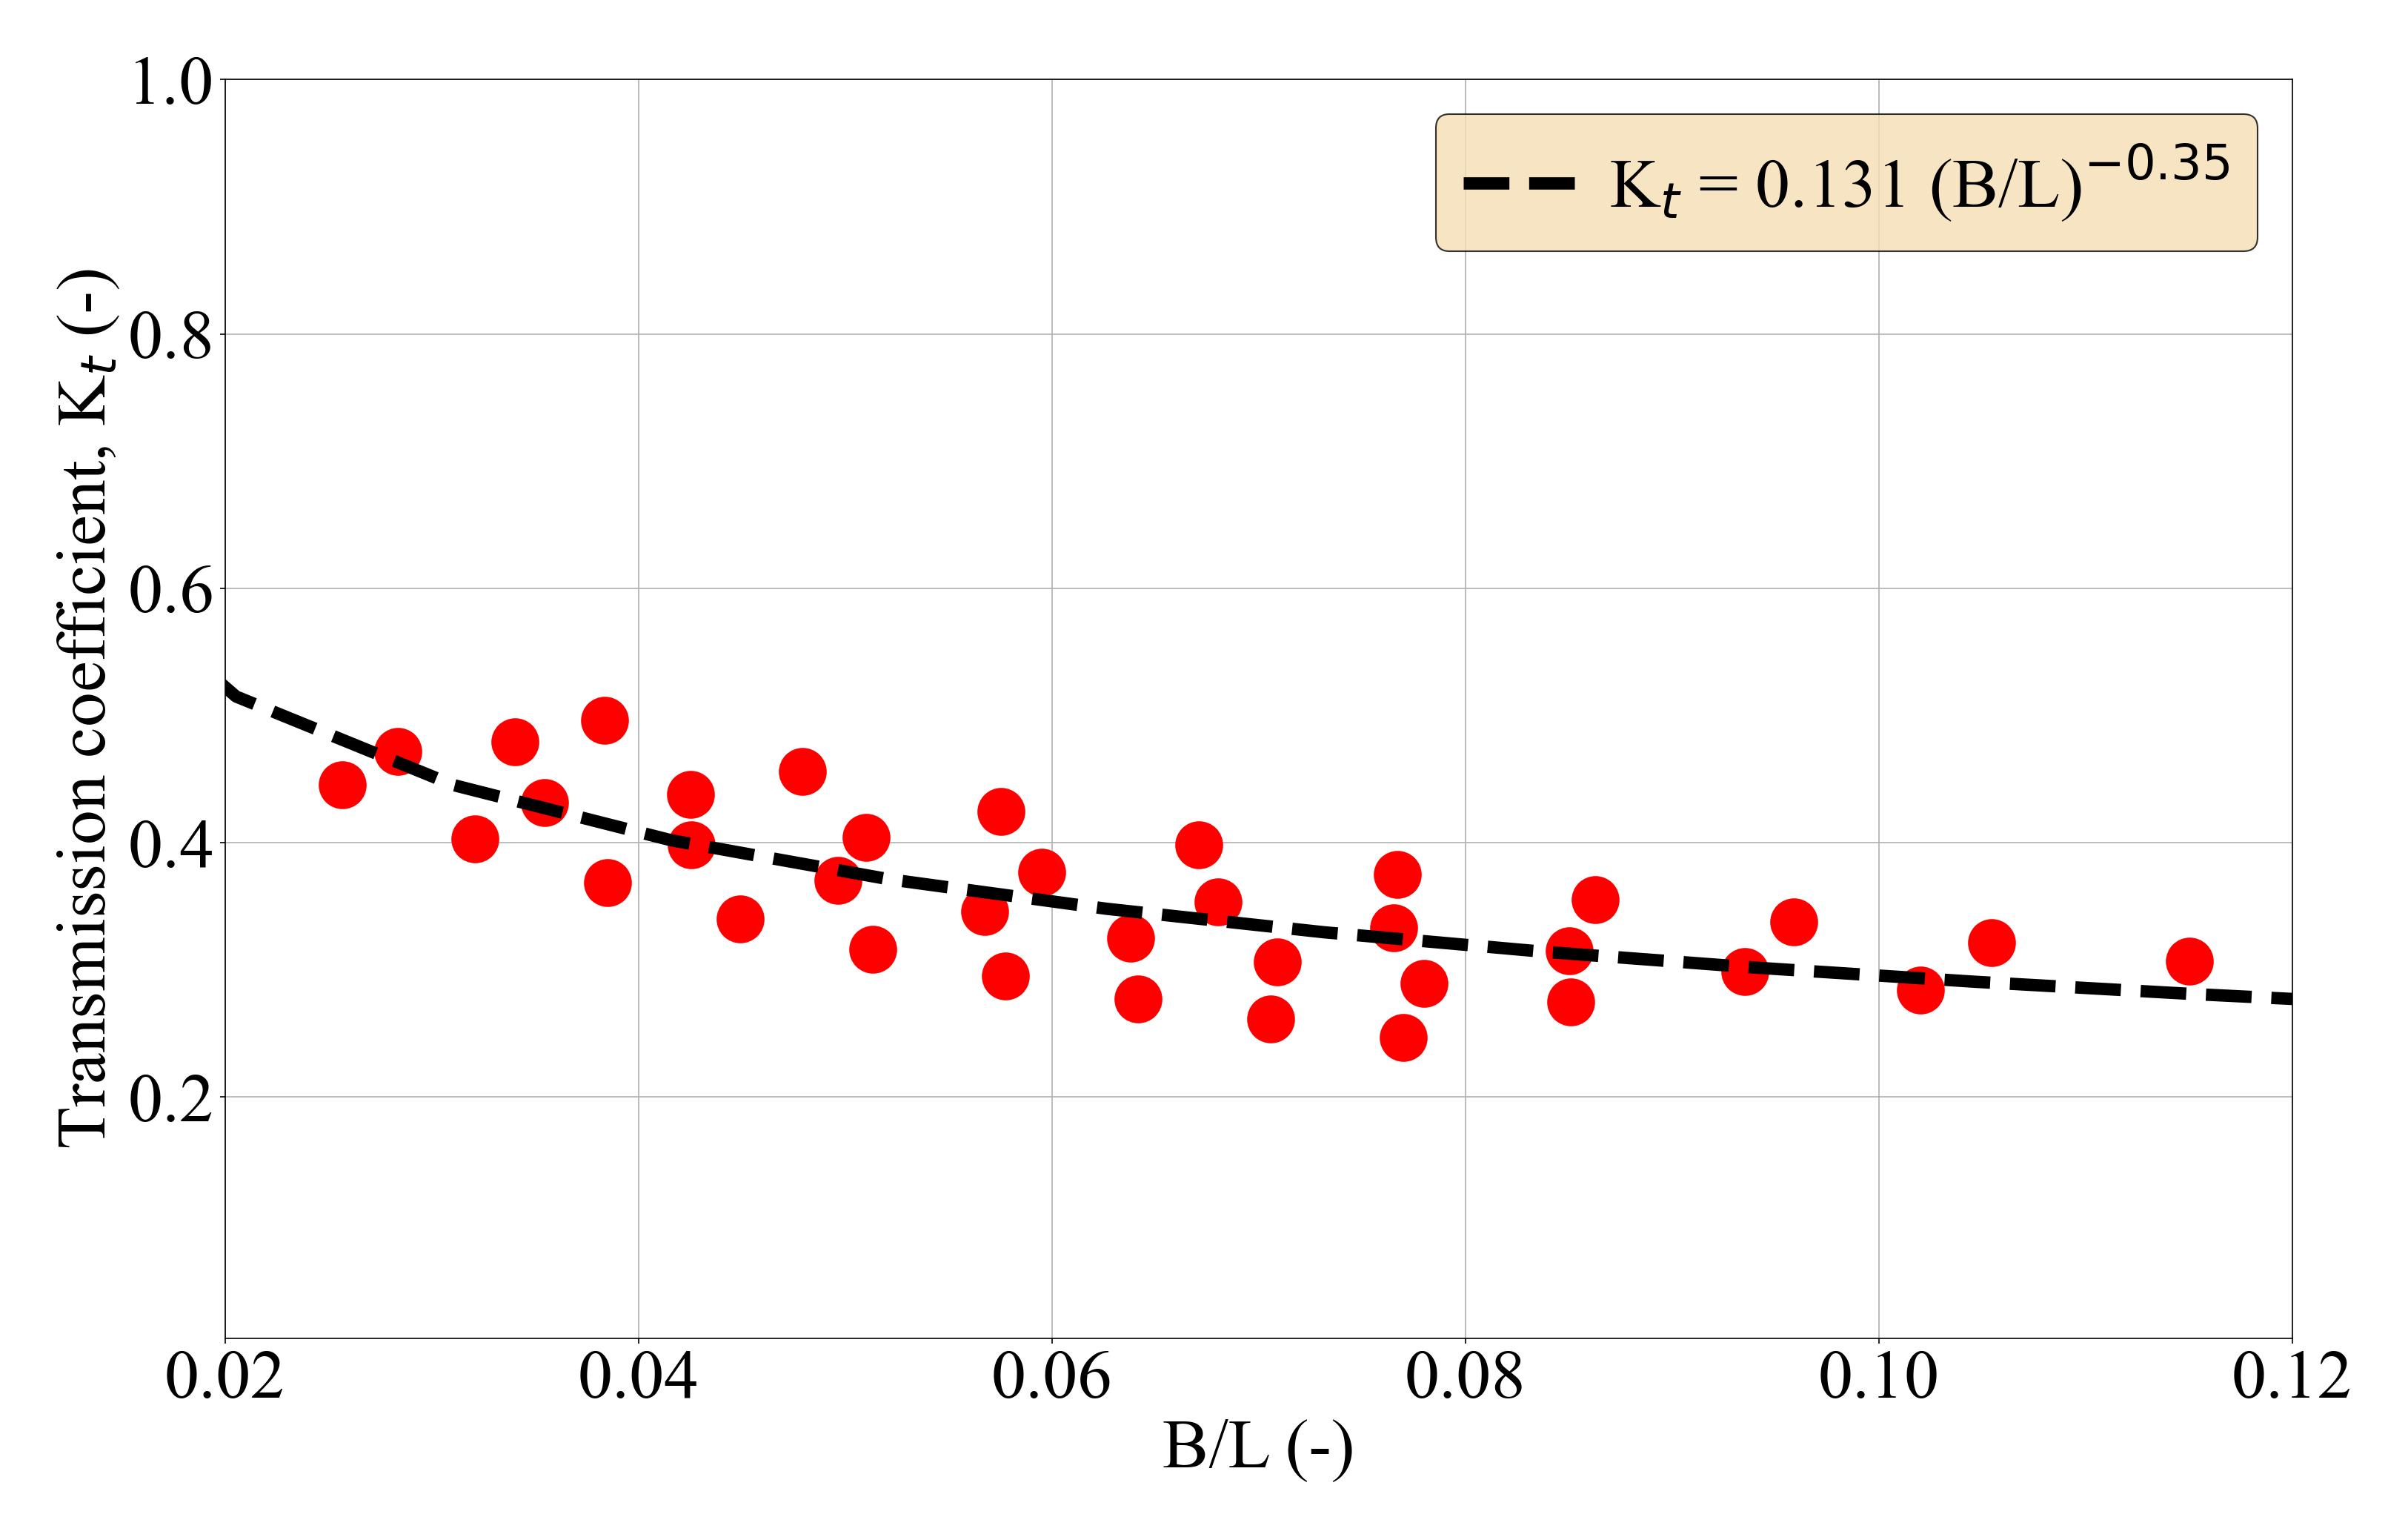 1.0
0.8
0.6
0.4
0.2
Transmission coefficient, Kₜ (-)
Kₜ = 0.131 (B/L)⁻⁰·³⁵
0.02 0.04 0.06 0.08 0.10 0.12
B/L (-)